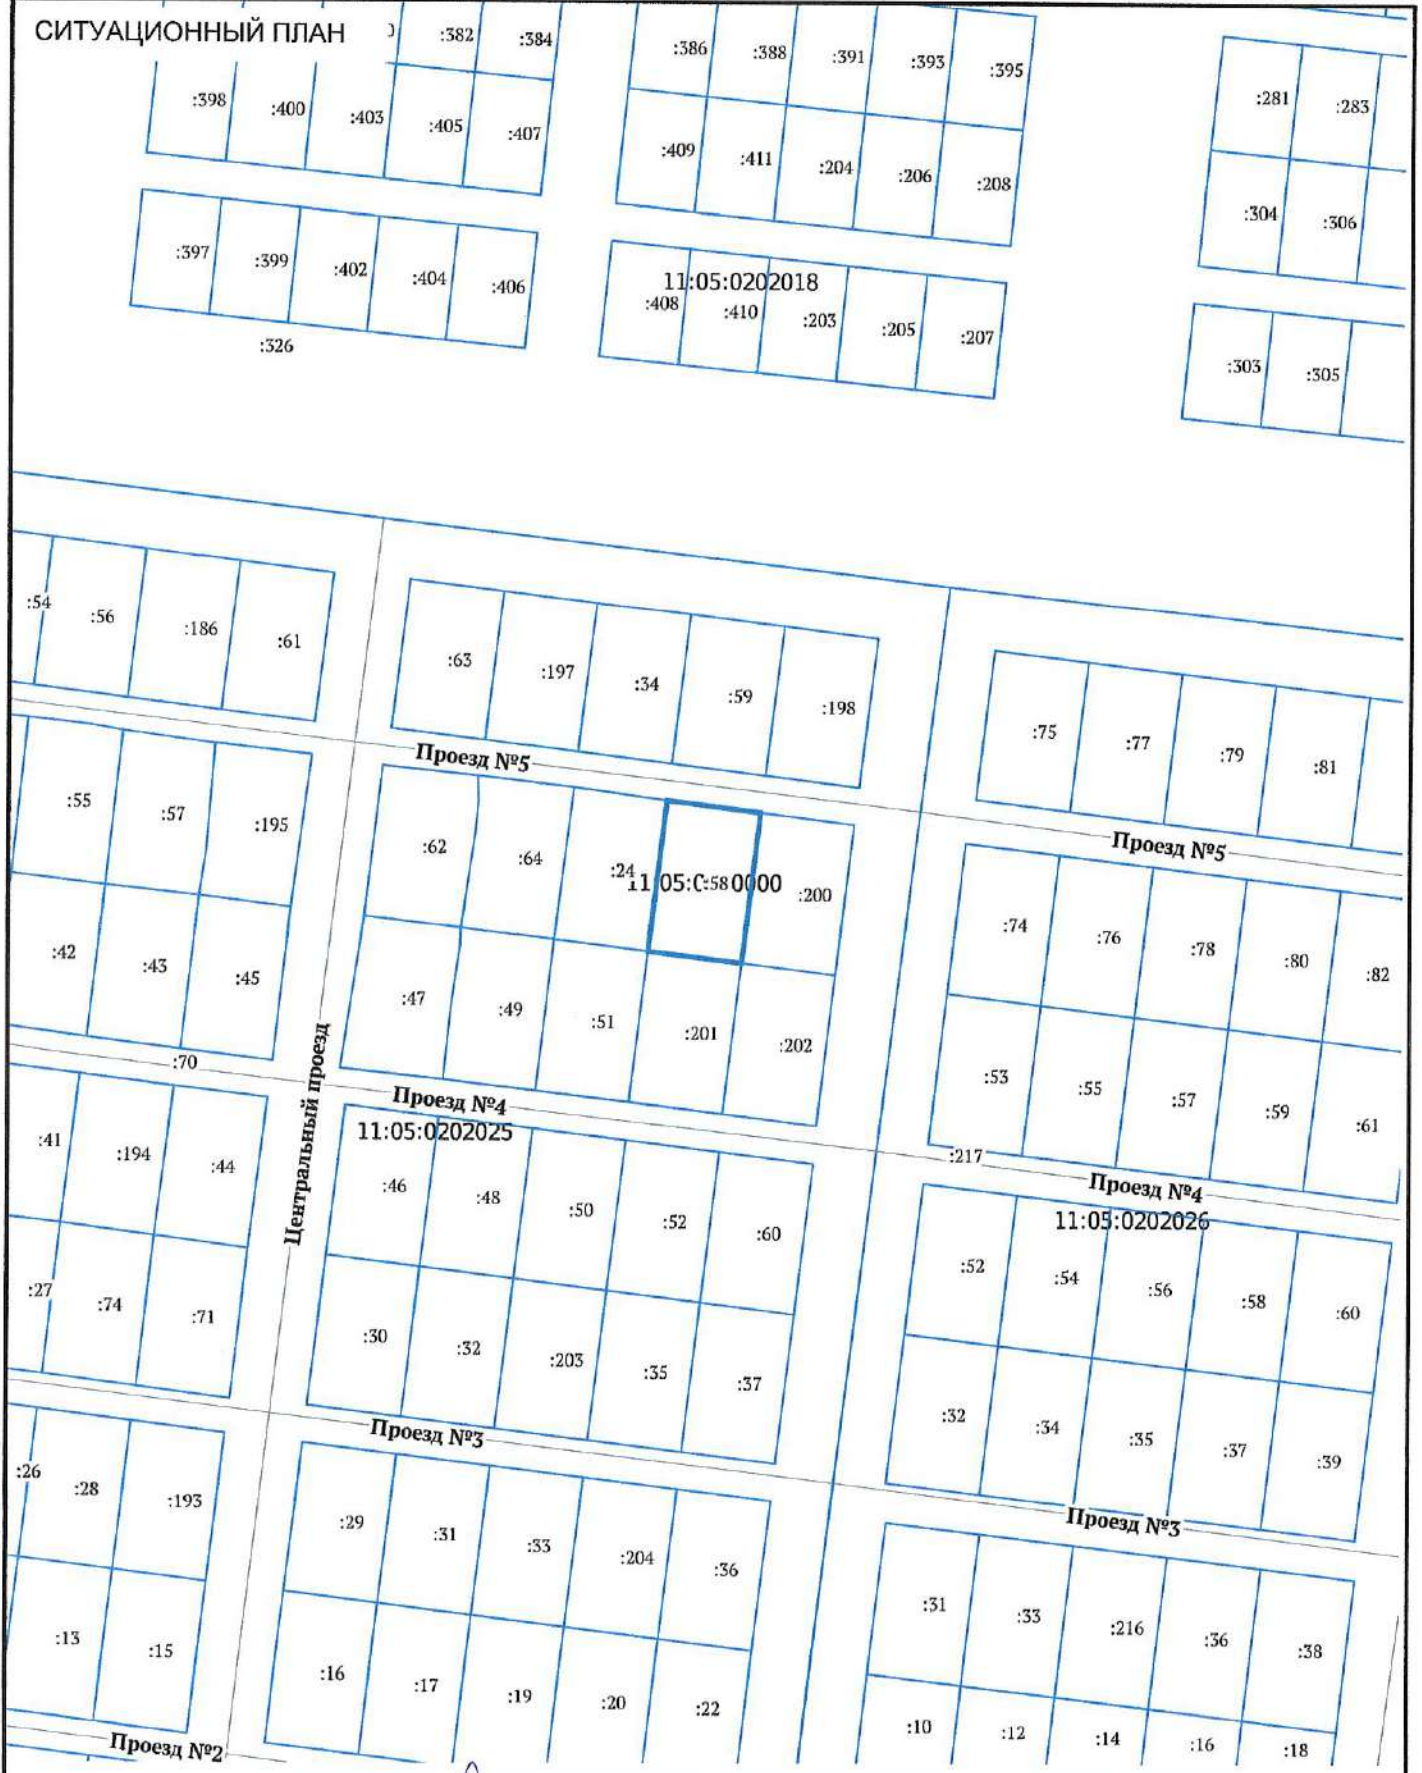 СИТУАЦИОННЫЙ ПЛАН
:382 :384 :386 :388 :391 :393 :395
:281 :283
:398 :400 :403 :405 :407
:409 :411 :204 :206 :208
:304 :306
:397 :399 :402 :404 :406
11:05:0202018
:408 :410 :203 :205 :207
:326
:303 :305
:54 :56 :186 :61
:63 :197 :34 :59 :198
:75 :77 :79 :81
Проезд №5
:55 :57 :195
:62 :64 :24 :58 :200
Проезд №5
:74 :76 :78 :80 :82
:42 :43 :45
:47 :49 :51 :201 :202
:53 :55 :57 :59 :61
:70
Центральный проезд
Проезд №4
11:05:0202025
:217
Проезд №4
11:05:0202026
:41 :194 :44
:46 :48 :50 :52 :60
:52 :54 :56 :58 :60
:27 :74 :71
:30 :32 :203 :35 :37
:32 :34 :35 :37 :39
Проезд №3
Проезд №3
:26 :28 :193
:29 :31 :33 :204 :36
:31 :33 :216 :36 :38
:13 :15
:16 :17 :19 :20 :22
:10 :12 :14 :16 :18
Проезд №2